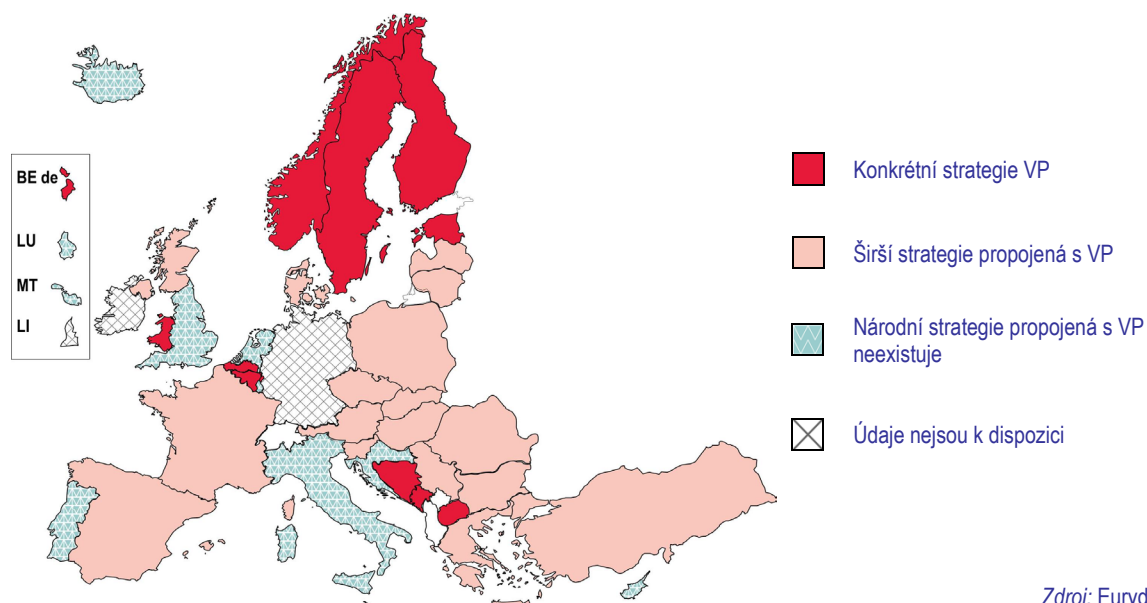 BE de
LU
MT
LI
Konkrétní strategie VP
Širší strategie propojená s VP
Národní strategie propojená s VP
neexistuje
Údaje nejsou k dispozici
Zdroj: Euryd